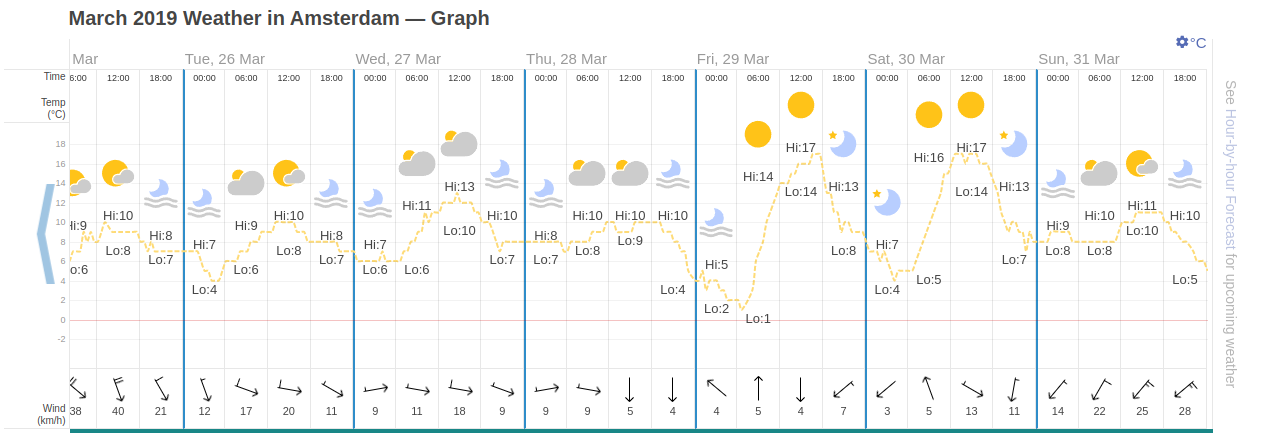 March 2019 Weather in Amsterdam — Graph
°C
Mar Tue, 26 Mar Wed, 27 Mar Thu, 28 Mar Fri, 29 Mar Sat, 30 Mar Sun, 31 Mar
Time 6:00 12:00 18:00 00:00 06:00 12:00 18:00 00:00 06:00 12:00 18:00 00:00 06:00 12:00 18:00 00:00 06:00 12:00 18:00 00:00 06:00 12:00 18:00 00:00 06:00 12:00 18:00
Temp
(°C)
18
16
14
12
10
8
6
4
2
0
-2
Hi:9 Hi:10 Hi:8 Hi:7 Hi:9 Hi:10 Hi:8 Hi:7 Hi:11 Hi:13 Hi:10 Hi:8 Hi:10 Hi:10 Hi:10 Hi:5 Hi:14 Hi:17 Hi:13 Hi:7 Hi:16 Hi:17 Hi:13 Hi:9 Hi:10 Hi:11 Hi:10
o:6 Lo:8 Lo:7 Lo:4 Lo:6 Lo:8 Lo:7 Lo:6 Lo:6 Lo:10 Lo:7 Lo:7 Lo:8 Lo:9 Lo:4 Lo:2 Lo:1 Lo:14 Lo:8 Lo:4 Lo:5 Lo:14 Lo:7 Lo:8 Lo:8 Lo:10 Lo:5
Wind
(km/h)
38 40 21 12 17 20 11 9 11 18 9 9 9 5 4 4 5 4 7 3 5 13 11 14 22 25 28
See Hour-by-hour Forecast for upcoming weather